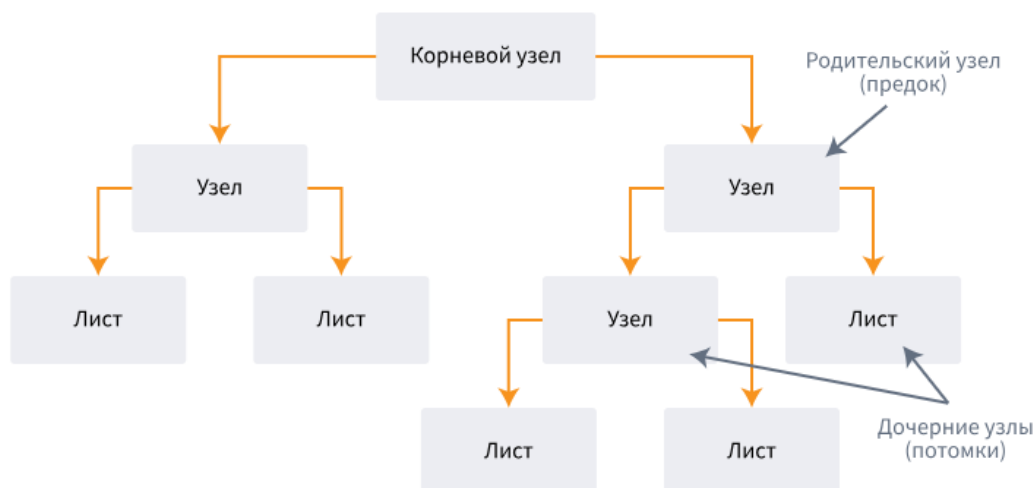 Корневой узел
Родительский узел
(предок)
Узел
Узел
Лист
Лист
Узел
Лист
Лист
Лист
Дочерние узлы
(потомки)